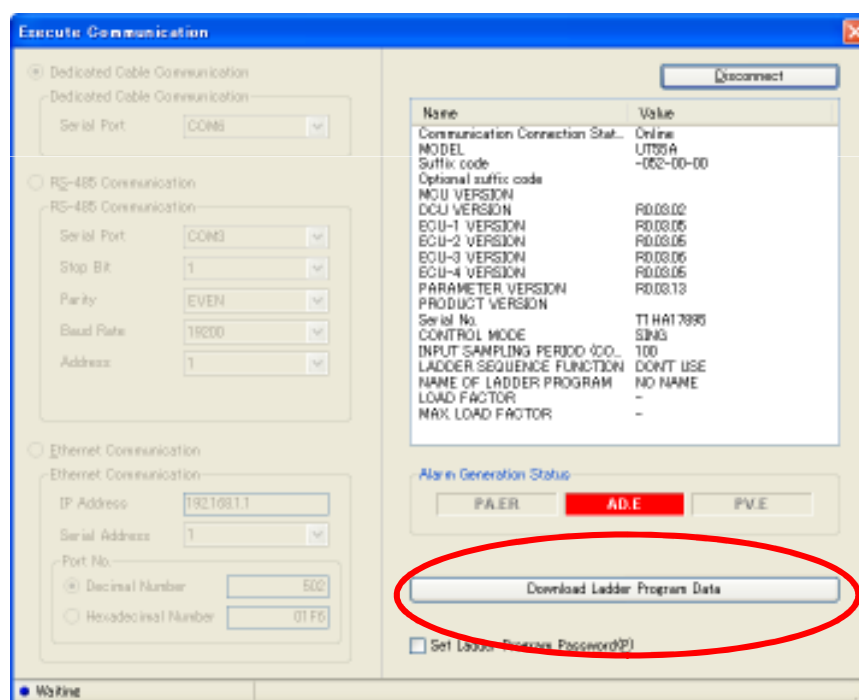 Execute Communication
Dedicated Cable Communication
Dedicated Cable Communication
Serial Port COM6
RS-485 Communication
RS-485 Communication
Serial Port COM3
Stop Bit 1
Parity EVEN
Baud Rate 19200
Address 1
Ethernet Communication
Ethernet Communication
IP Address 192.168.1.1
Serial Address 1
Port No.
Decimal Number 502
Hexadecimal Number 01F6
Disconnect
Name Value
Communication Connection Stat... Online
MODEL UT55A
Suffix code -052-00-00
Optional suffix code
MCU VERSION
DCU VERSION R0.03.02
ECU-1 VERSION R0.03.05
ECU-2 VERSION R0.03.05
ECU-3 VERSION R0.03.06
ECU-4 VERSION R0.03.05
PARAMETER VERSION R0.03.13
PRODUCT VERSION
Serial No. T1HA17895
CONTROL MODE SING
INPUT SAMPLING PERIOD (CO... 100
LADDER SEQUENCE FUNCTION DON'T USE
NAME OF LADDER PROGRAM NO NAME
LOAD FACTOR -
MAX. LOAD FACTOR -
Alarm Generation Status
PA.ER AD.E PV.E
Download Ladder Program Data
Set Ladder Program Password(P)
Waiting